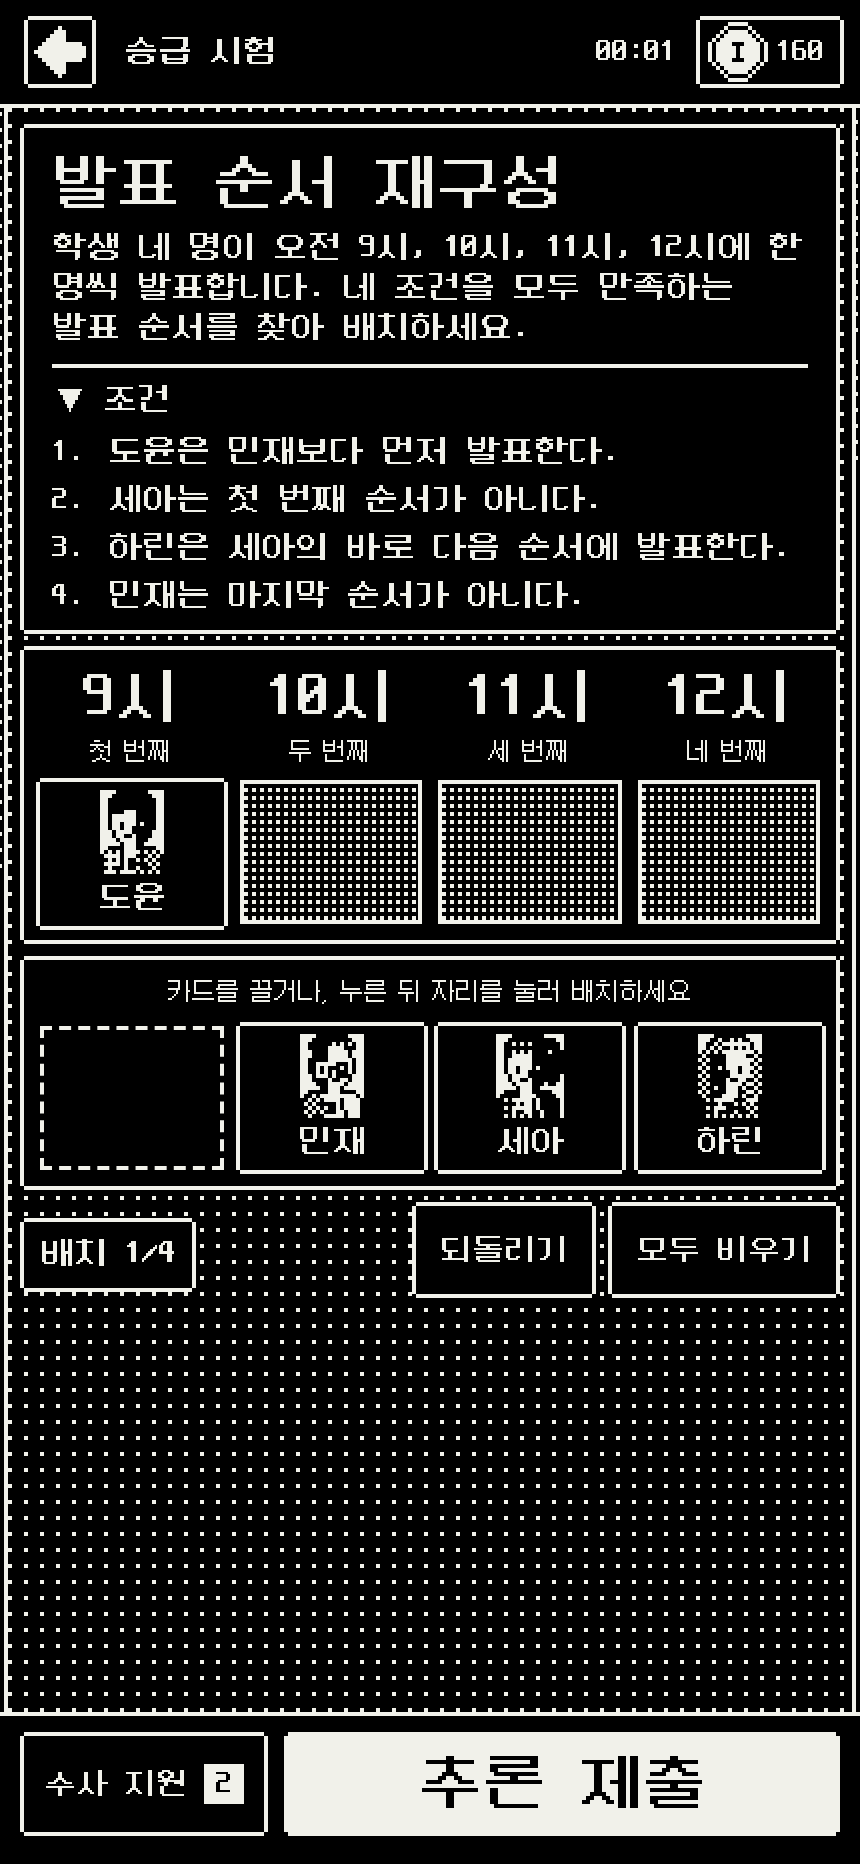 승급 시험 00:01 I 160
발표 순서 재구성
학생 네 명이 오전 9시, 10시, 11시, 12시에 한
명씩 발표합니다. 네 조건을 모두 만족하는
발표 순서를 찾아 배치하세요.
▼ 조건
1. 도윤은 민재보다 먼저 발표한다.
2. 세아는 첫 번째 순서가 아니다.
3. 하린은 세아의 바로 다음 순서에 발표한다.
4. 민재는 마지막 순서가 아니다.
9시 10시 11시 12시
첫 번째 두 번째 세 번째 네 번째
도윤
카드를 끌거나, 누른 뒤 자리를 눌러 배치하세요
민재 세아 하린
배치 1/4 되돌리기 모두 비우기
수사 지원 2 추론 제출